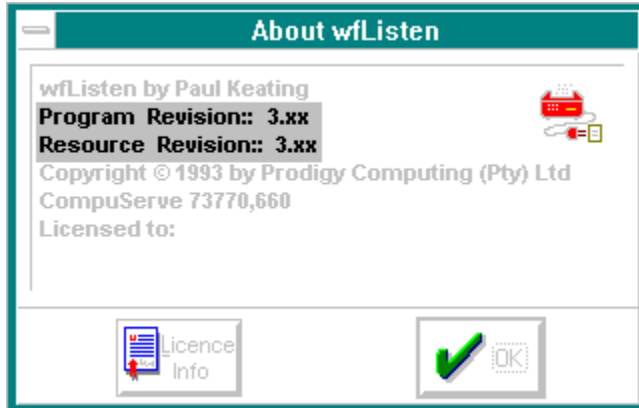 About wfListen
wfListen by Paul Keating
Program Revision:: 3.xx
Resource Revision:: 3.xx
Copyright © 1993 by Prodigy Computing (Pty) Ltd
CompuServe 73770,660
Licensed to:
Licence
Info
OK